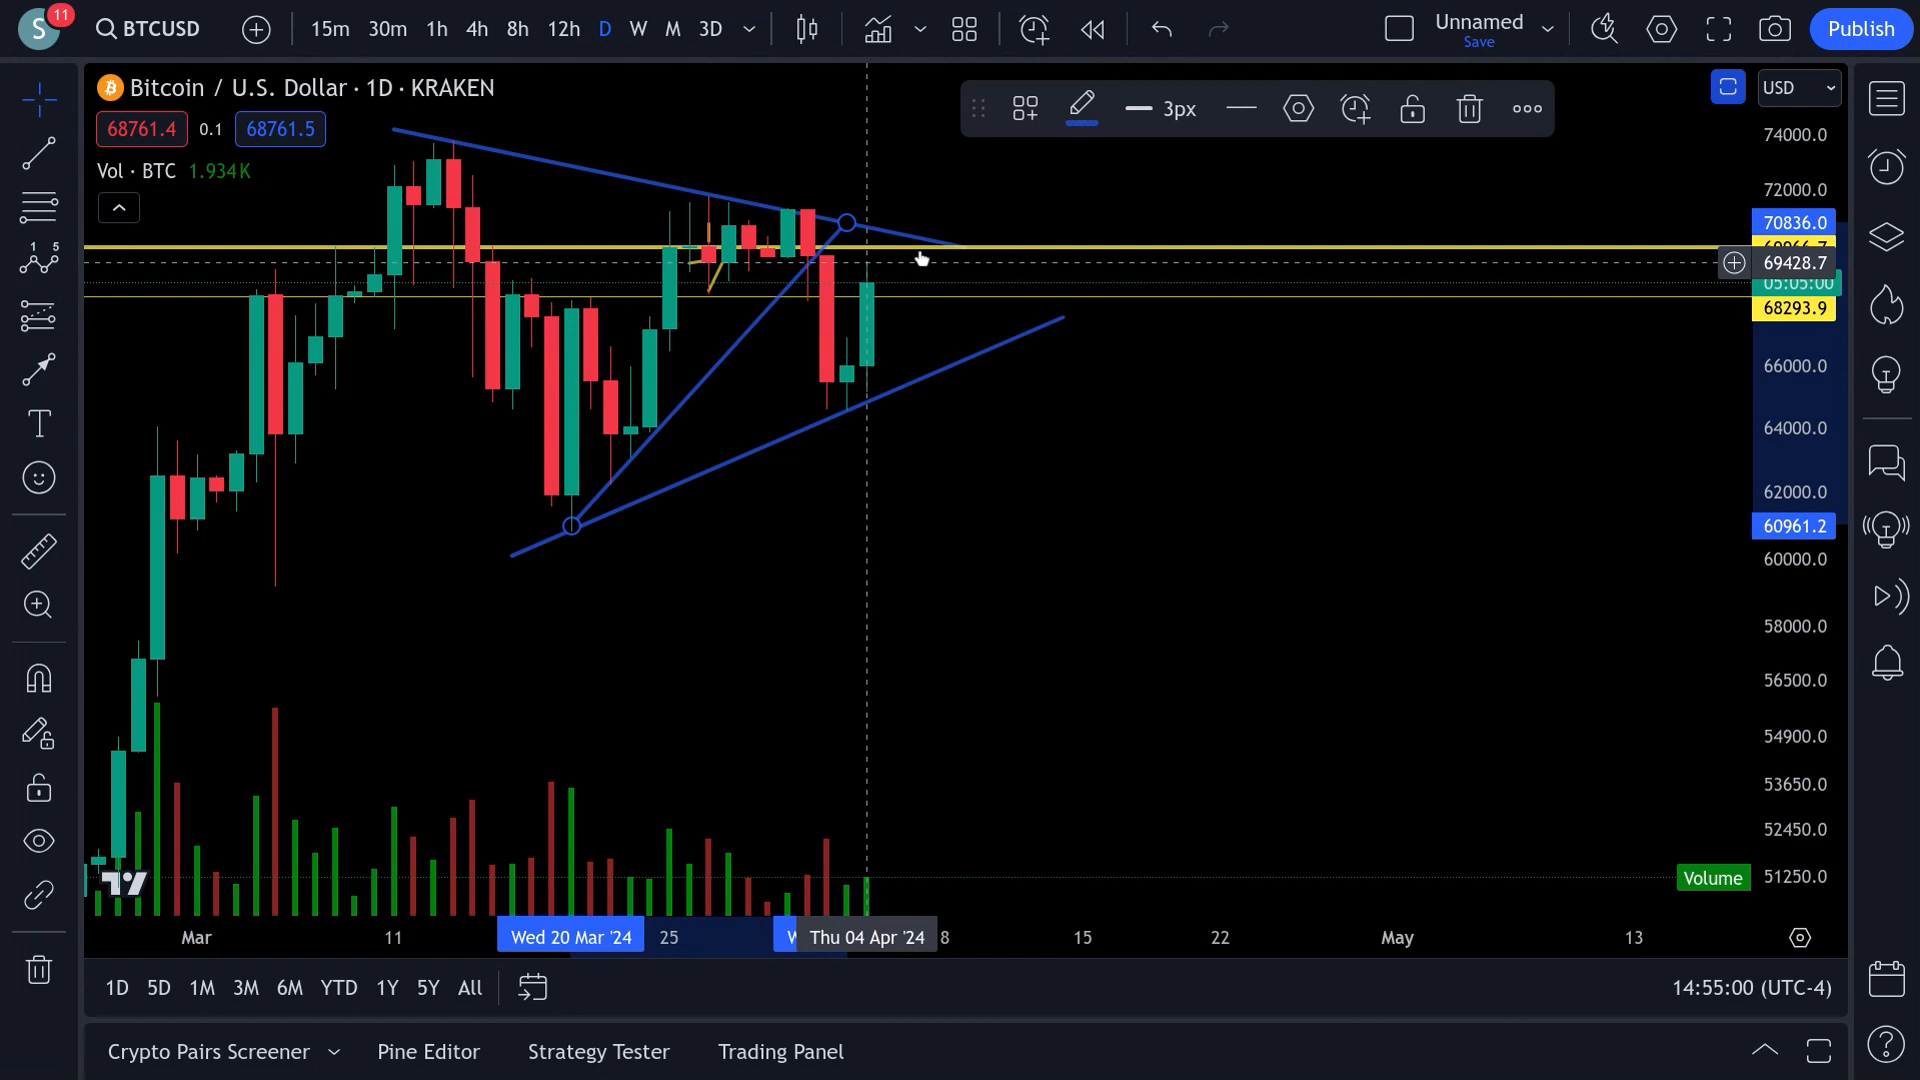 S
11
BTCUSD
15m 30m 1h 4h 8h 12h D W M 3D
Unnamed
Save
Publish
Bitcoin / U.S. Dollar · 1D · KRAKEN
68761.4 0.1 68761.5
Vol · BTC 1.934K
3px
USD
74000.0
72000.0
70836.0
69428.7
05:05:00
68293.9
66000.0
64000.0
62000.0
60961.2
60000.0
58000.0
56500.0
54900.0
53650.0
52450.0
Volume 51250.0
Mar 11 Wed 20 Mar '24 25 Thu 04 Apr '24 8 15 22 May 13
1D 5D 1M 3M 6M YTD 1Y 5Y All
14:55:00 (UTC-4)
Crypto Pairs Screener Pine Editor Strategy Tester Trading Panel